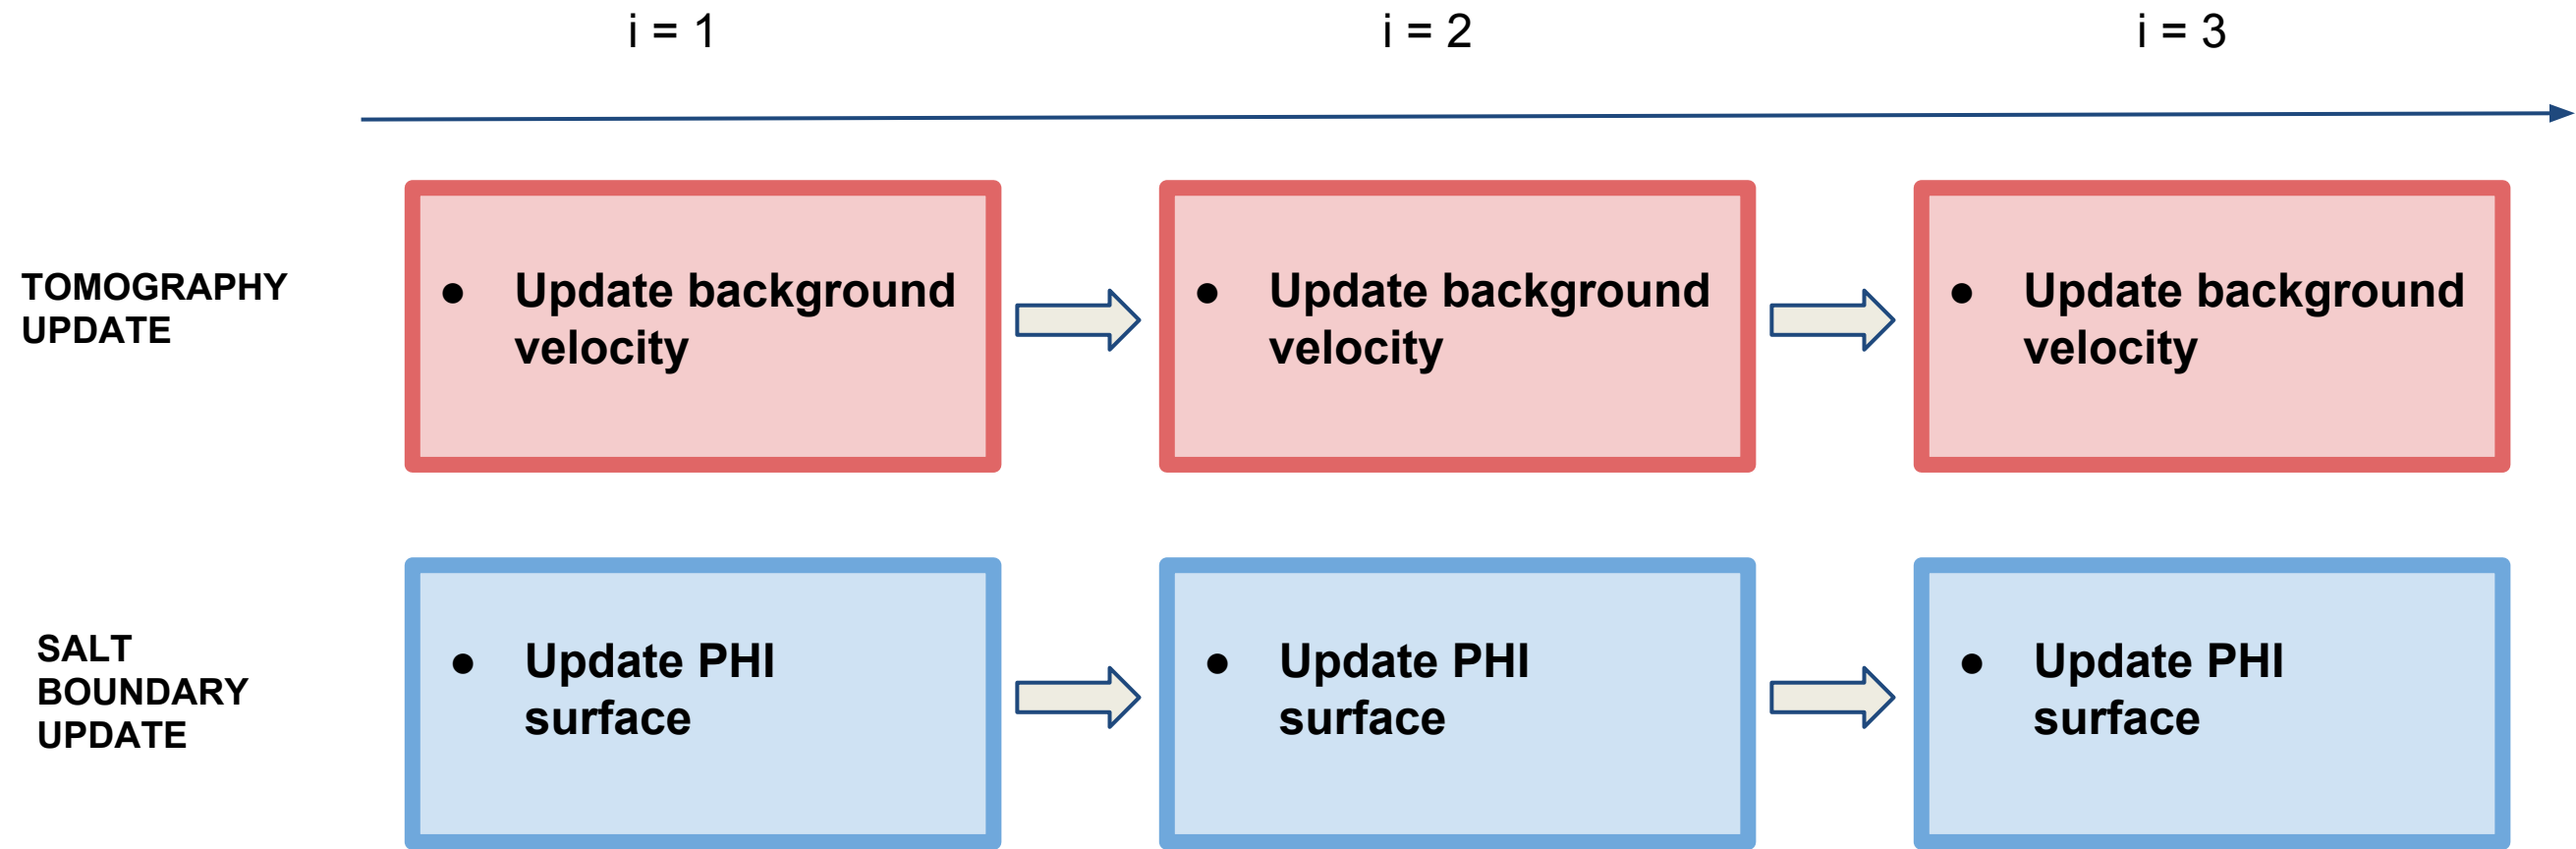 i = 1
i = 2
i = 3
TOMOGRAPHY
UPDATE
● Update background
velocity
● Update background
velocity
● Update background
velocity
SALT
BOUNDARY
UPDATE
● Update PHI
surface
● Update PHI
surface
● Update PHI
surface